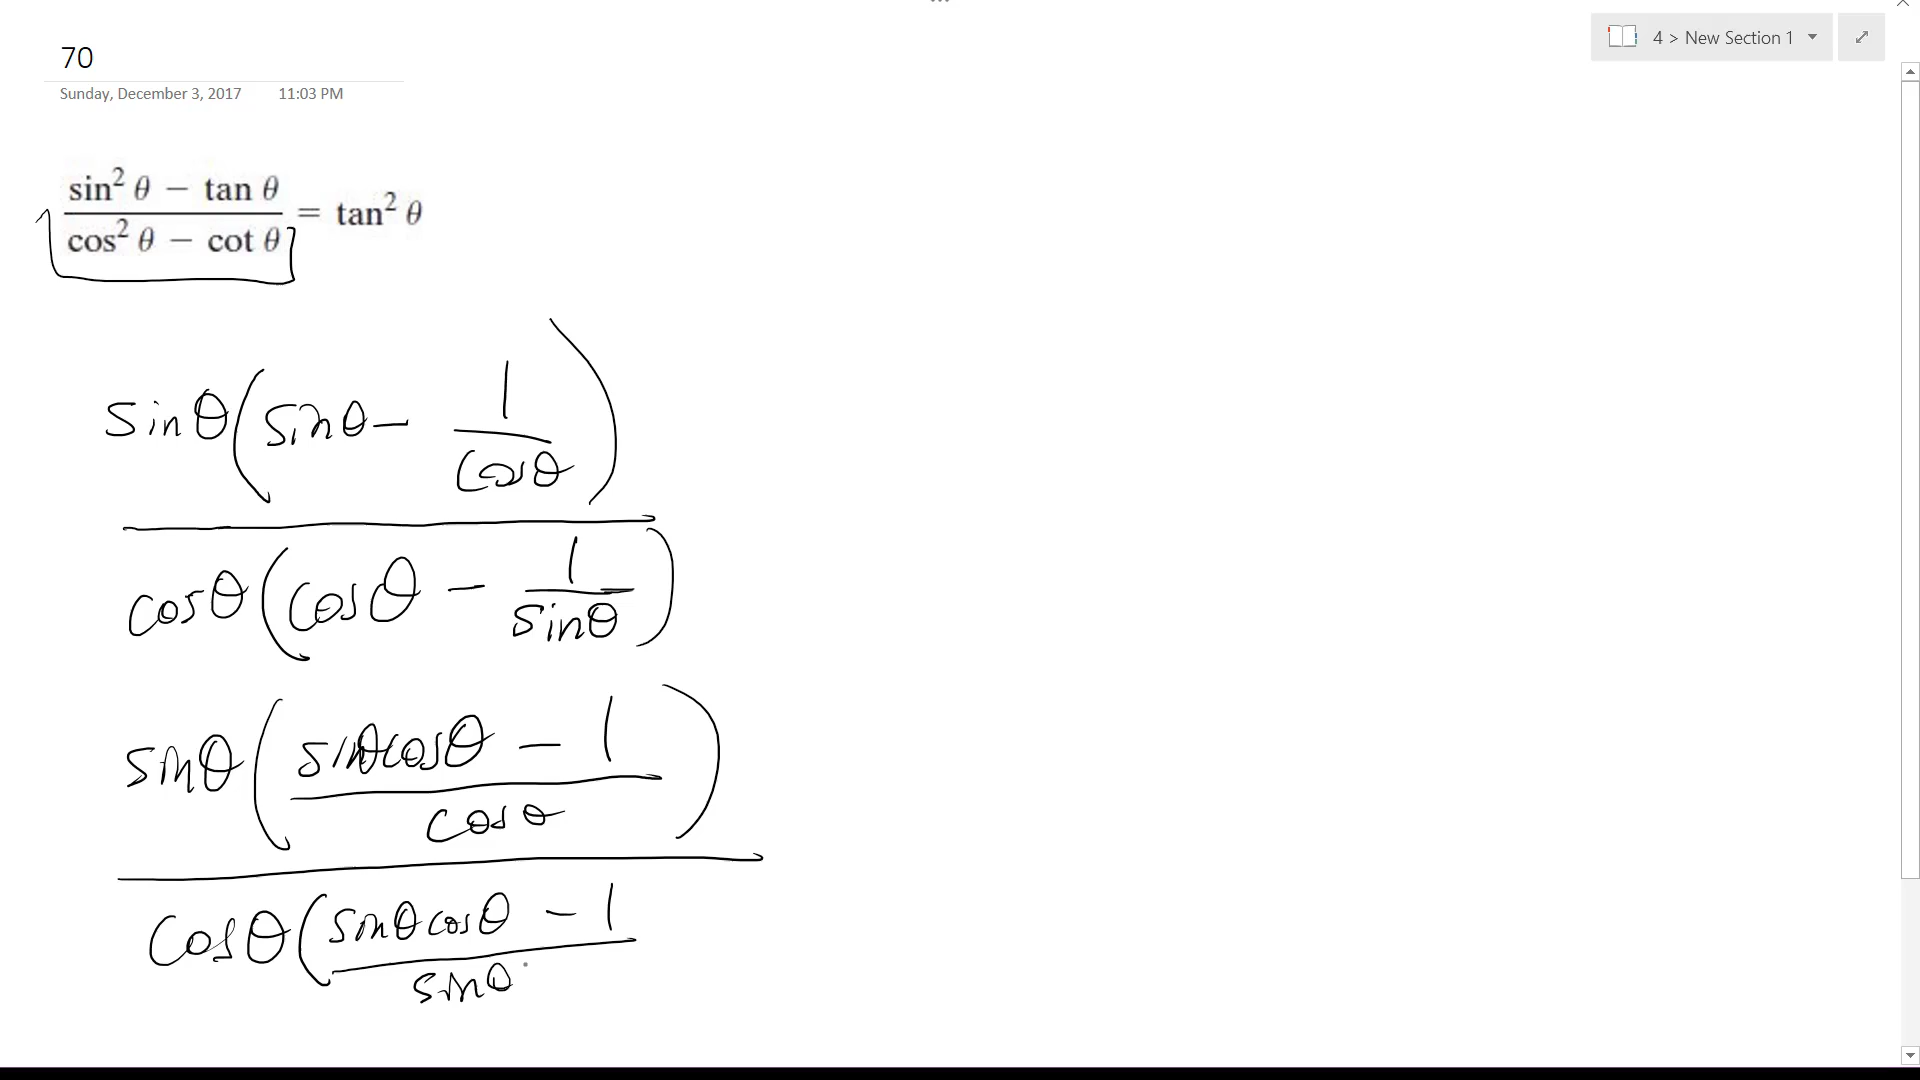 4 > New Section 1
70
Sunday, December 3, 2017 11:03 PM
sin² θ − tan θ
cos² θ − cot θ
= tan² θ
sinθ(sinθ − 1
cosθ)
cosθ(cosθ − 1
sinθ)
sinθ(sinθcosθ − 1
cosθ)
cosθ(sinθcosθ − 1
sinθ